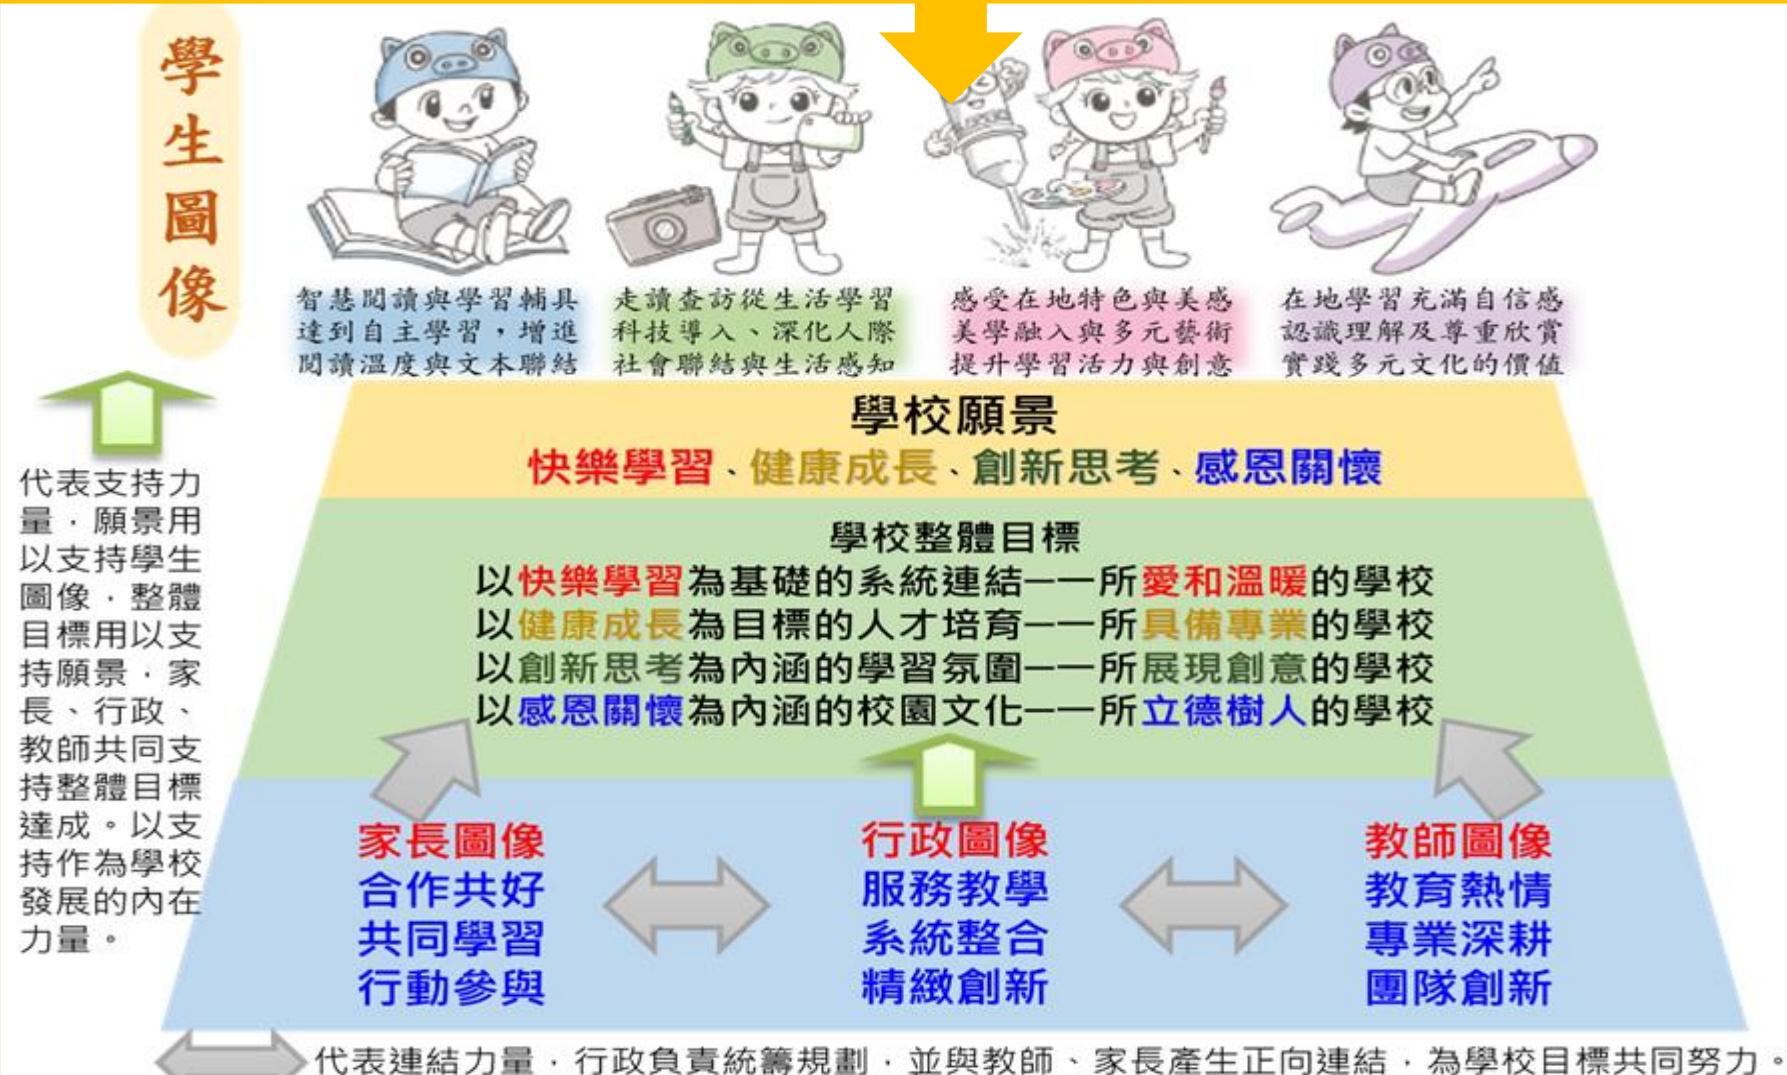 學生圖像
智慧閱讀與學習輔具
達到自主學習，增進
閱讀溫度與文本聯結
走讀查訪從生活學習
科技導入、深化人際
社會聯結與生活感知
感受在地特色與美感
美學融入與多元藝術
提升學習活力與創意
在地學習充滿自信感
認識理解及尊重欣賞
實踐多元文化的價值
代表支持力
量，願景用
以支持學生
圖像，整體
目標用以支
持願景，家
長、行政、
教師共同支
持整體目標
達成。以支
持作為學校
發展的內在
力量。
學校願景
快樂學習、健康成長、創新思考、感恩關懷
學校整體目標
以快樂學習為基礎的系統連結——所愛和溫暖的學校
以健康成長為目標的人才培育——所具備專業的學校
以創新思考為內涵的學習氛圍——所展現創意的學校
以感恩關懷為內涵的校園文化——所立德樹人的學校
家長圖像
合作共好
共同學習
行動參與
行政圖像
服務教學
系統整合
精緻創新
教師圖像
教育熱情
專業深耕
團隊創新
代表連結力量，行政負責統籌規劃，並與教師、家長產生正向連結，為學校目標共同努力。